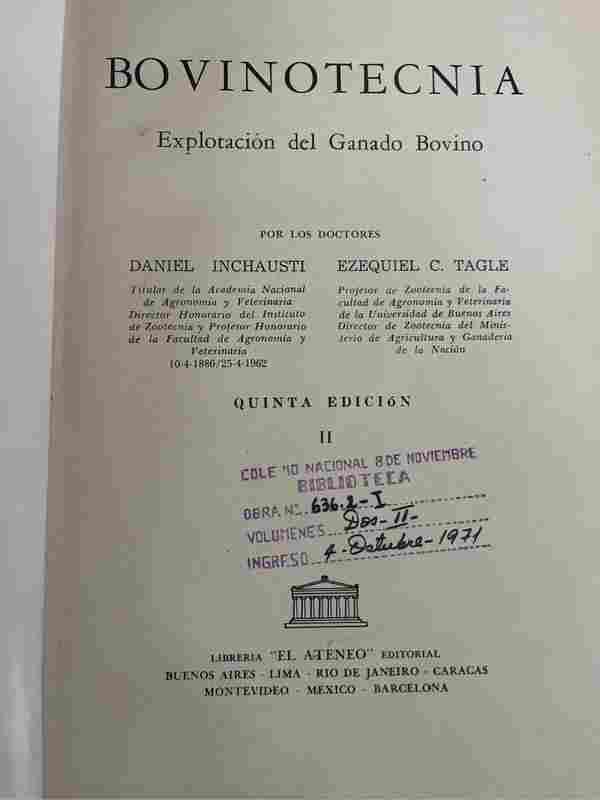 BOVINOTECNIA
Explotación del Ganado Bovino
POR LOS DOCTORES
DANIEL INCHAUSTI
Titular de la Academia Nacional
de Agronomía y Veterinaria
Director Honorario del Instituto
de Zootecnia y Profesor Honorario
de la Facultad de Agronomía y
Veterinaria
10-4-1886/25-4-1962
EZEQUIEL C. TAGLE
Profesor de Zootecnia de la Fa-
cultad de Agronomía y Veterinaria
de la Universidad de Buenos Aires
Director de Zootecnia del Minis-
terio de Agricultura y Ganadería
de la Nación
QUINTA EDICIÓN
II
COLE IO NACIONAL 8 DE NOVIEMBRE
BIBLIOTECA
OBRA Nº. 636.2-I
VOLUMENES Dos-II-
INGRESO 4-Octubre-1971
LIBRERIA "EL ATENEO" EDITORIAL
BUENOS AIRES - LIMA - RIO DE JANEIRO - CARACAS
MONTEVIDEO - MEXICO - BARCELONA